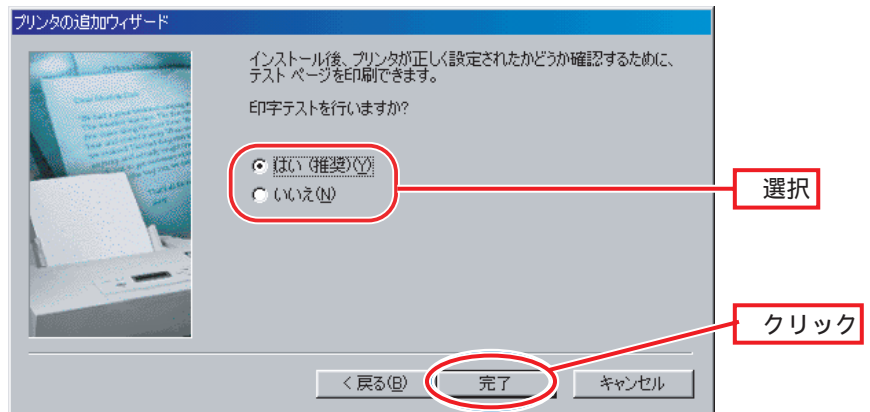 プリンタの追加ウィザード
インストール後、プリンタが正しく設定されたかどうか確認するために、
テスト ページを印刷できます。
印字テストを行いますか?
はい (推奨)(Y)
いいえ(N)
選択
クリック
< 戻る(B)
完了
キャンセル